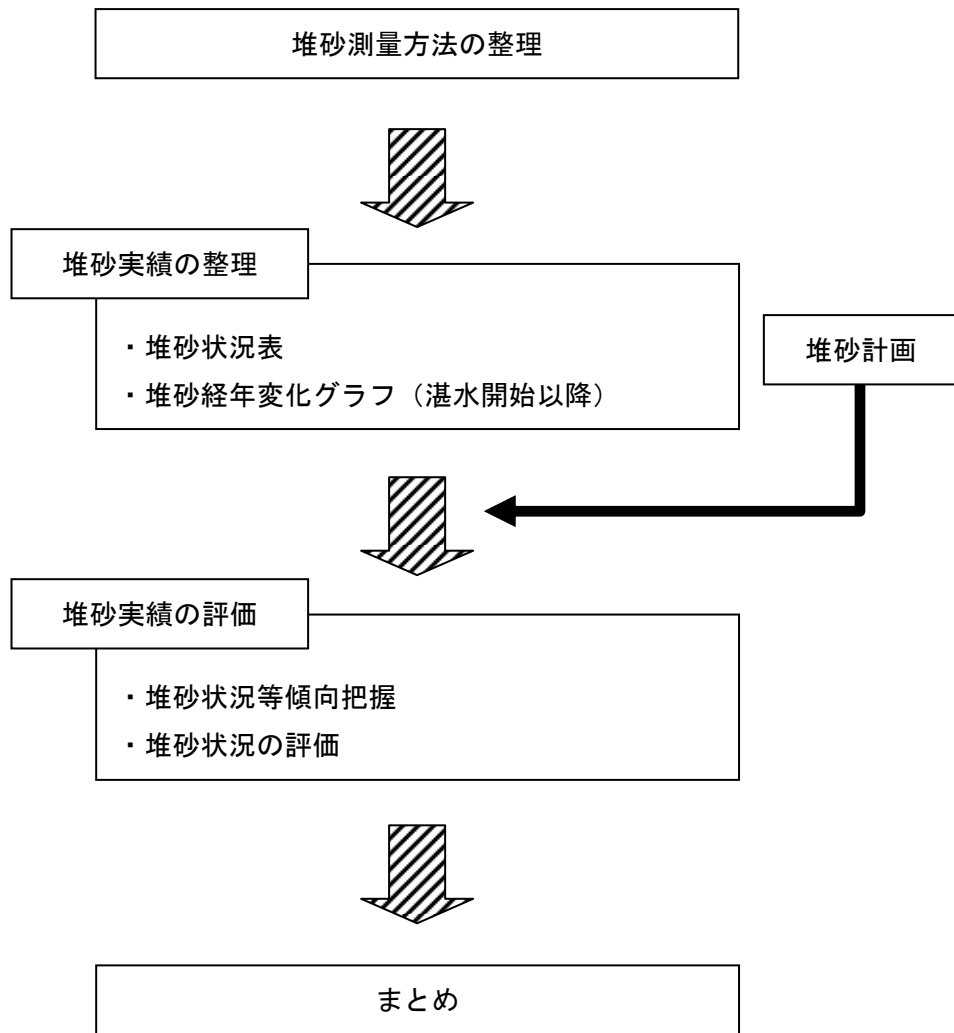 堆砂測量方法の整理
堆砂実績の整理
・堆砂状況表
・堆砂経年変化グラフ（湛水開始以降）
堆砂計画
堆砂実績の評価
・堆砂状況等傾向把握
・堆砂状況の評価
まとめ